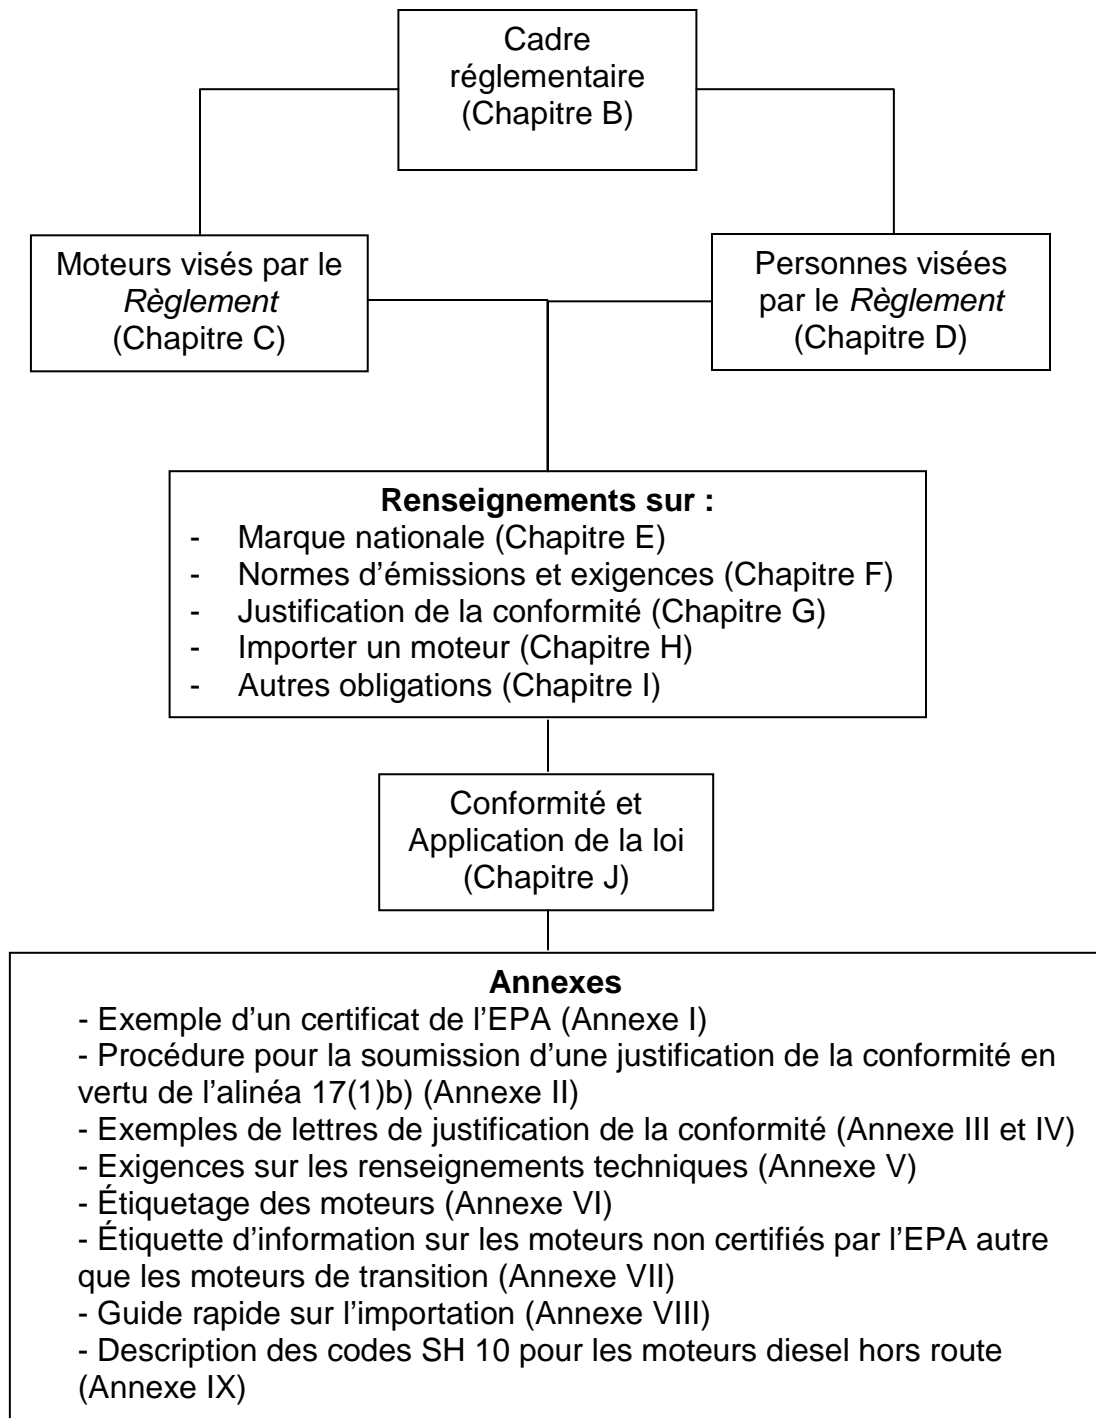 Cadre
réglementaire
(Chapitre B)
Moteurs visés par le
Règlement
(Chapitre C)
Personnes visées
par le Règlement
(Chapitre D)
Renseignements sur :
- Marque nationale (Chapitre E)
- Normes d’émissions et exigences (Chapitre F)
- Justification de la conformité (Chapitre G)
- Importer un moteur (Chapitre H)
- Autres obligations (Chapitre I)
Conformité et
Application de la loi
(Chapitre J)
Annexes
- Exemple d’un certificat de l’EPA (Annexe I)
- Procédure pour la soumission d’une justification de la conformité en
vertu de l’alinéa 17(1)b) (Annexe II)
- Exemples de lettres de justification de la conformité (Annexe III et IV)
- Exigences sur les renseignements techniques (Annexe V)
- Étiquetage des moteurs (Annexe VI)
- Étiquette d’information sur les moteurs non certifiés par l’EPA autre
que les moteurs de transition (Annexe VII)
- Guide rapide sur l’importation (Annexe VIII)
- Description des codes SH 10 pour les moteurs diesel hors route
(Annexe IX)